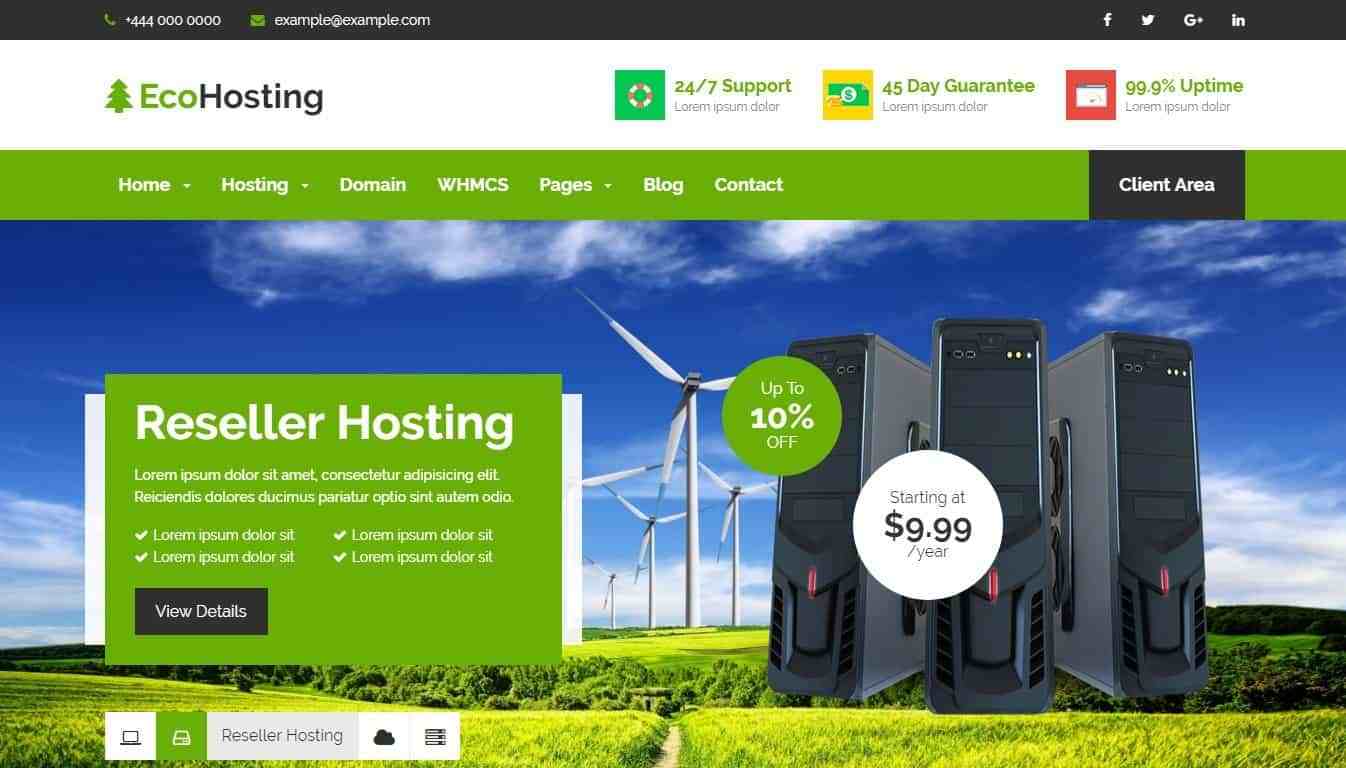 +444 000 0000
example@example.com
EcoHosting
24/7 Support
Lorem ipsum dolor
45 Day Guarantee
Lorem ipsum dolor
99.9% Uptime
Lorem ipsum dolor
Home
Hosting
Domain
WHMCS
Pages
Blog
Contact
Client Area
Reseller Hosting
Lorem ipsum dolor sit amet, consectetur adipisicing elit.
Reiciendis dolores ducimus pariatur optio sint autem odio.
Lorem ipsum dolor sit
Lorem ipsum dolor sit
Lorem ipsum dolor sit
Lorem ipsum dolor sit
View Details
Up To
10%
OFF
Starting at
$9.99
/year
Reseller Hosting